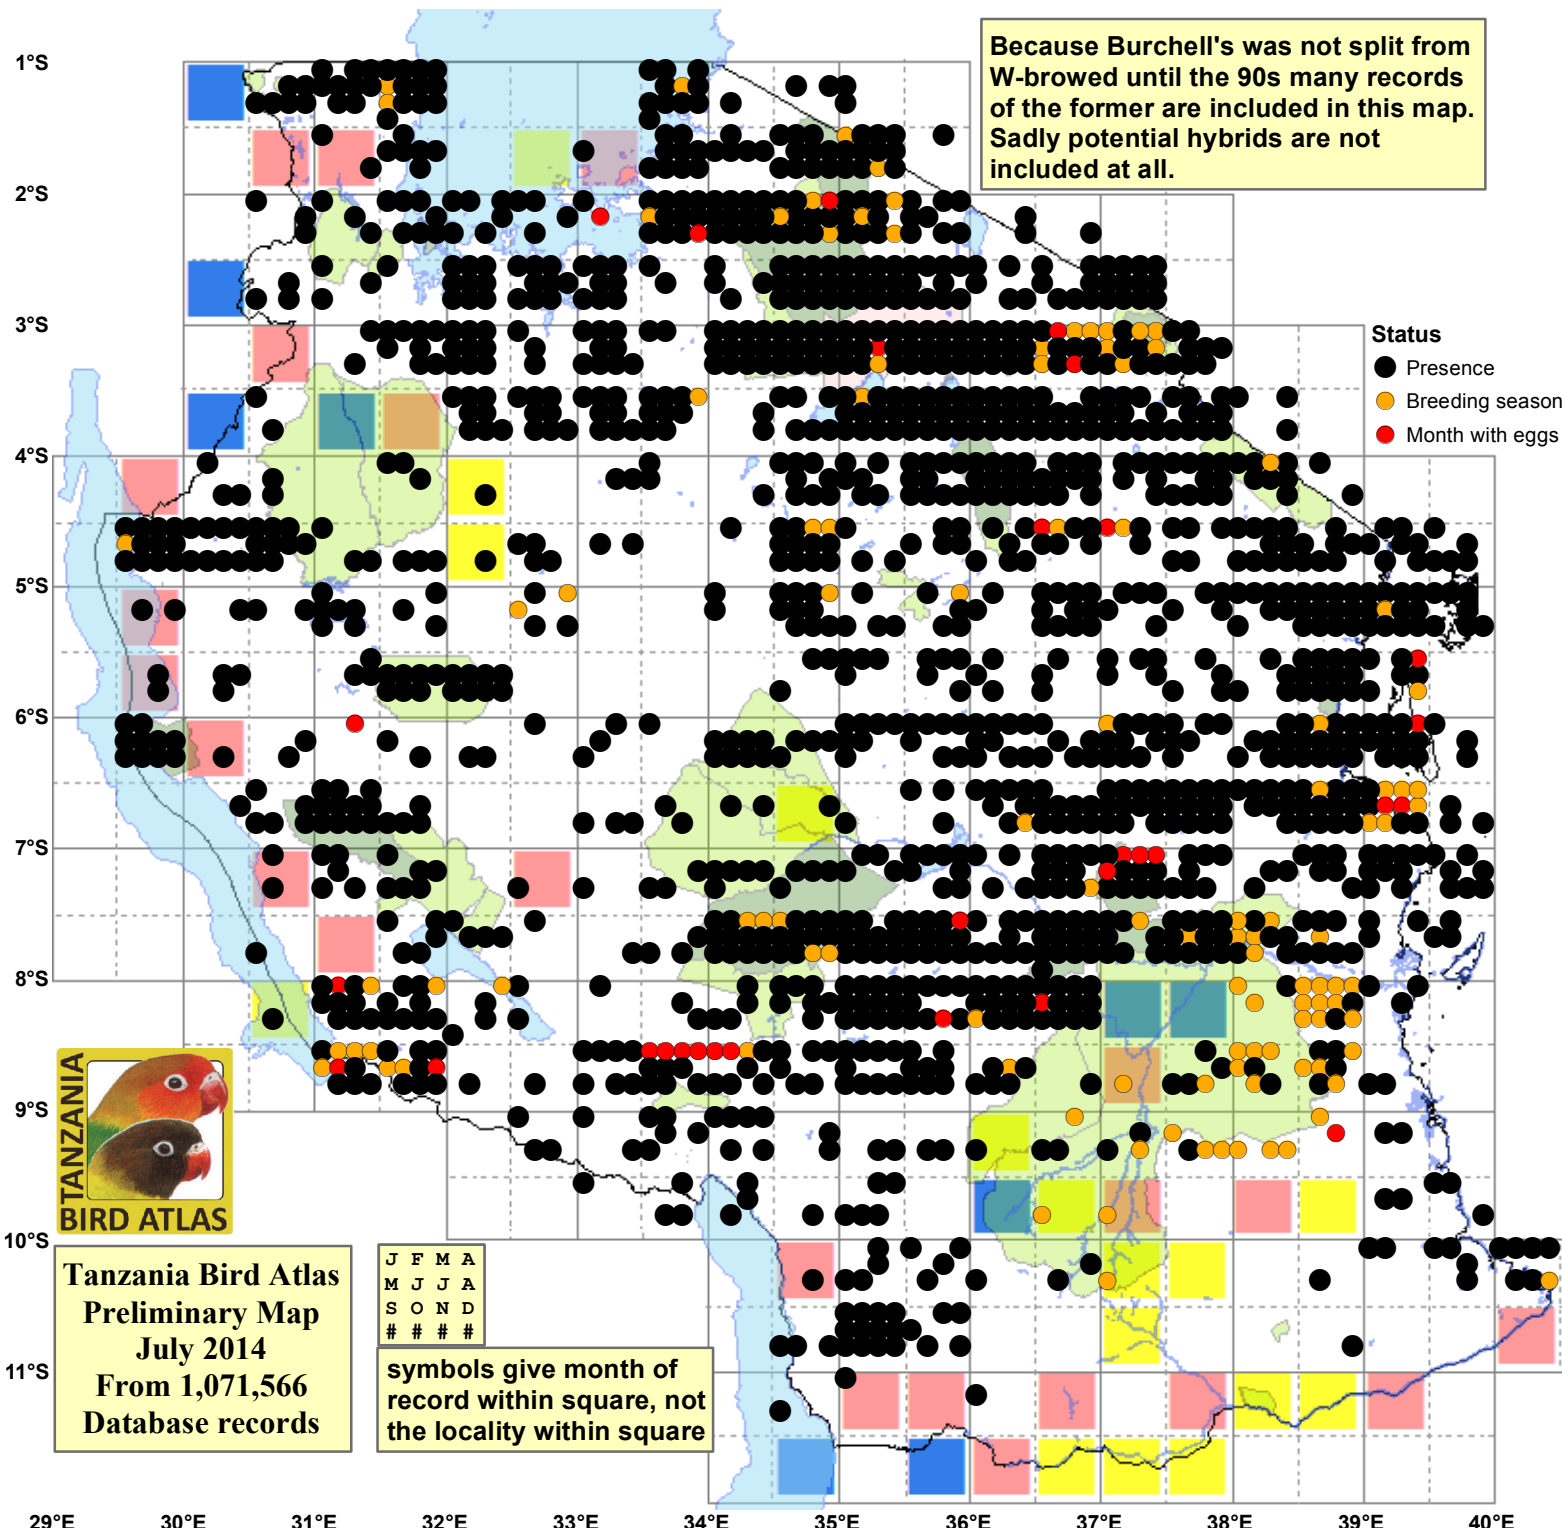 Because Burchell's was not split from
W-browed until the 90s many records
of the former are included in this map.
Sadly potential hybrids are not
included at all.
1°S
2°S
3°S
4°S
5°S
6°S
7°S
8°S
9°S
10°S
11°S
Status
Presence
Breeding season
Month with eggs
TANZANIA
BIRD ATLAS
Tanzania Bird Atlas
Preliminary Map
July 2014
From 1,071,566
Database records
J F M A
M J J A
S O N D
# # # #
symbols give month of
record within square, not
the locality within square
29°E 30°E 31°E 32°E 33°E 34°E 35°E 36°E 37°E 38°E 39°E 40°E